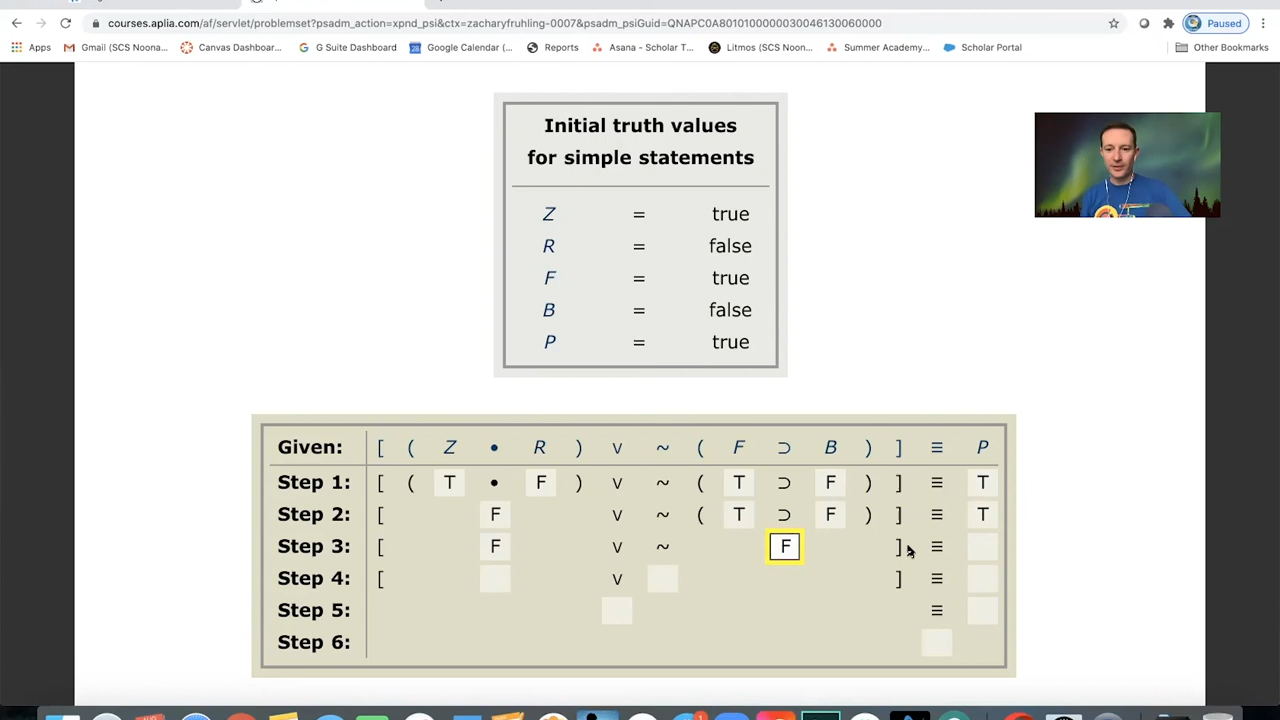 courses.aplia.com/af/servlet/problemset?psadm_action=xpnd_psi&ctx=zacharyfruhling-0007&psadm_psiGuid=QNAPC0A80101000000030046130060000
Paused
Apps Gmail (SCS Noona... Canvas Dashboar... G Suite Dashboard Google Calendar (... Reports Asana - Scholar T... Litmos (SCS Noon... Summer Academy... Scholar Portal Other Bookmarks
Initial truth values
for simple statements
Z = true
R = false
F = true
B = false
P = true
Given: [ ( Z • R ) ∨ ~ ( F ⊃ B ) ] ≡ P
Step 1: [ ( T • F ) ∨ ~ ( T ⊃ F ) ] ≡ T
Step 2: [ F ∨ ~ ( T ⊃ F ) ] ≡ T
Step 3: [ F ∨ ~ F ] ≡
Step 4: [ ∨ ] ≡
Step 5: ≡
Step 6: